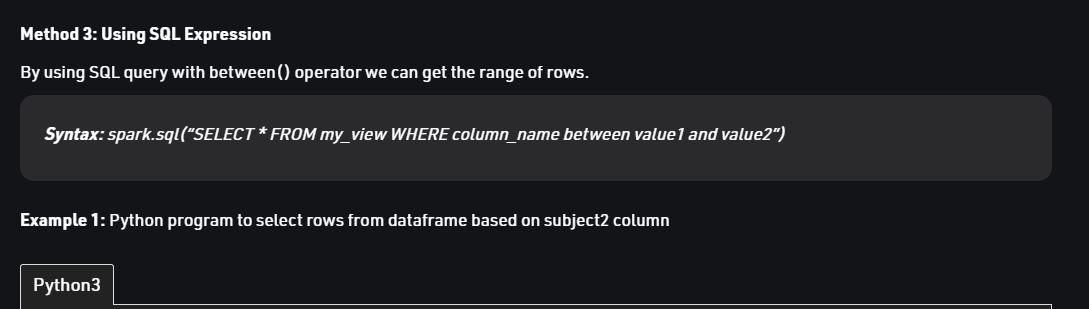 Method 3: Using SQL Expression
By using SQL query with between() operator we can get the range of rows.
Syntax: spark.sql(“SELECT * FROM my_view WHERE column_name between value1 and value2”)
Example 1: Python program to select rows from dataframe based on subject2 column
Python3